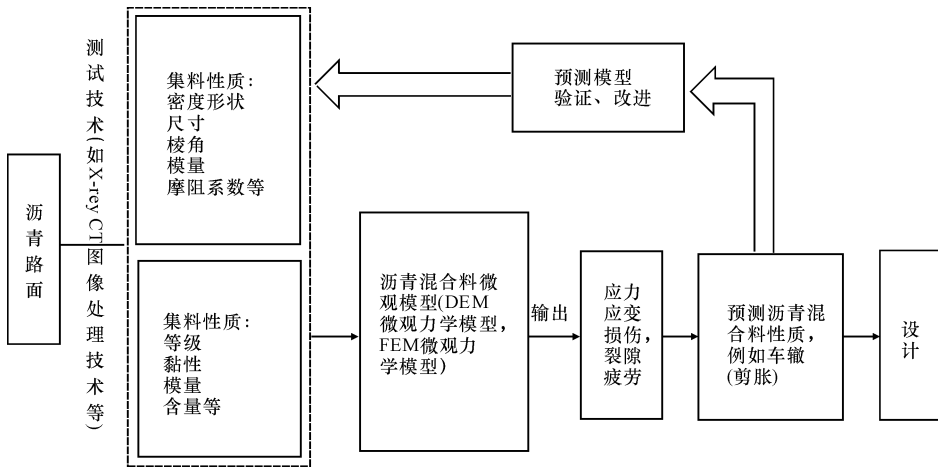 沥青路面
测试技术(如X-rey CT图像处理技术等)
集料性质:
密度形状
尺寸
棱角
模量
摩阻系数等
集料性质:
等级
黏性
模量
含量等
沥青混合料微
观模型(DEM
微观力学模型,
FEM微观力
学模型)
输出
应力
应变
损伤,
裂隙
疲劳
预测沥青混
合料性质,
例如车辙
(剪胀)
设计
预测模型
验证、改进